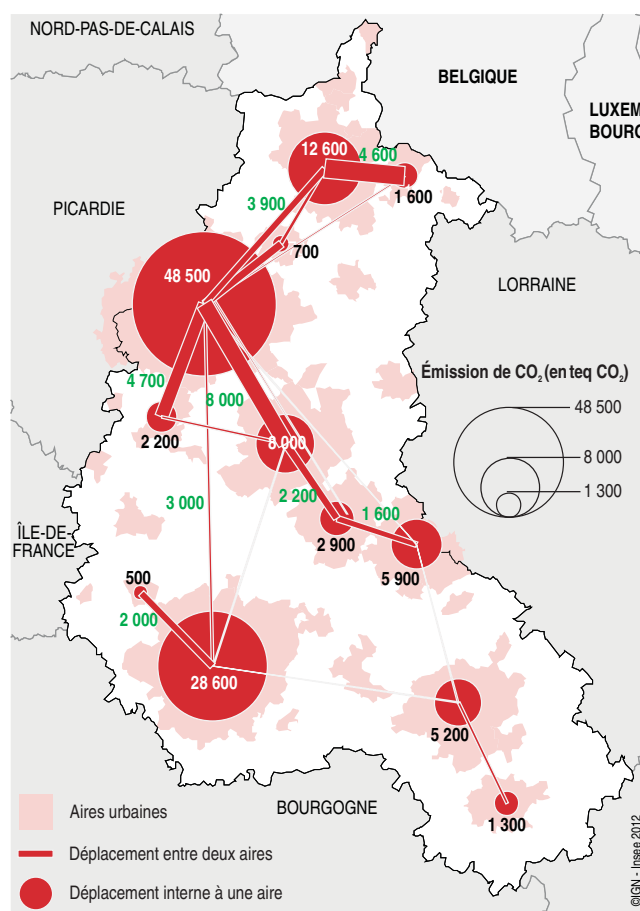 NORD-PAS-DE-CALAIS
BELGIQUE
LUXEM
BOURG
12 600
4 600
1 600
3 900
PICARDIE
700
48 500
LORRAINE
Émission de CO₂ (en teq CO₂)
48 500
8 000
1 300
4 700
8 000
2 200
8 000
3 000
2 200
1 600
2 900
5 900
ÎLE-DE-
FRANCE
500
2 000
28 600
5 200
1 300
BOURGOGNE
Aires urbaines
Déplacement entre deux aires
Déplacement interne à une aire
©IGN - Insee 2012